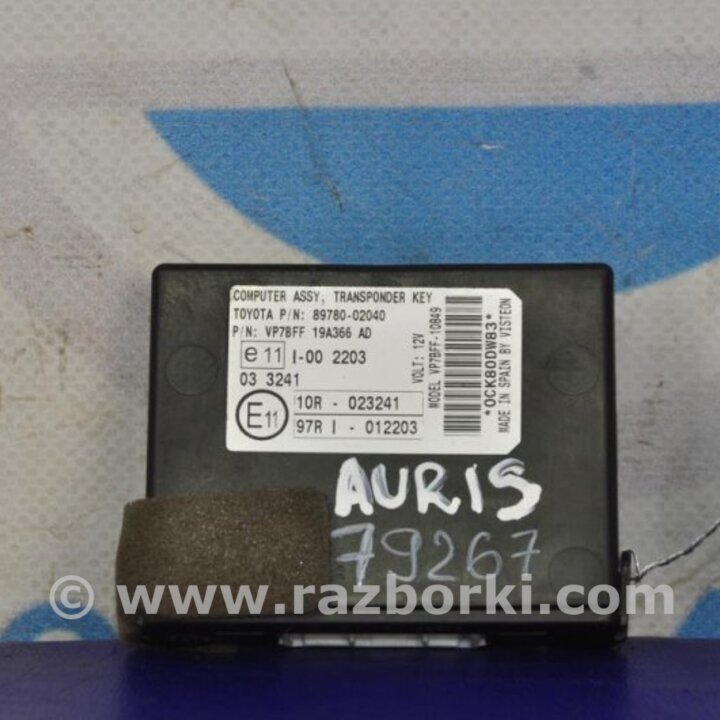 COMPUTER ASSY, TRANSPONDER KEY
TOYOTA P/N: 89780-02040
P/N: VP7BFF 19A366 AD
e 11 I-00 2203
03 3241
E11
10R - 023241
97R I - 012203
VOLT: 12V
MODEL VP7BFF-10849
*0CK80DW83*
MADE IN SPAIN BY VISTEON
AURIS
79267
© www.razborki.com